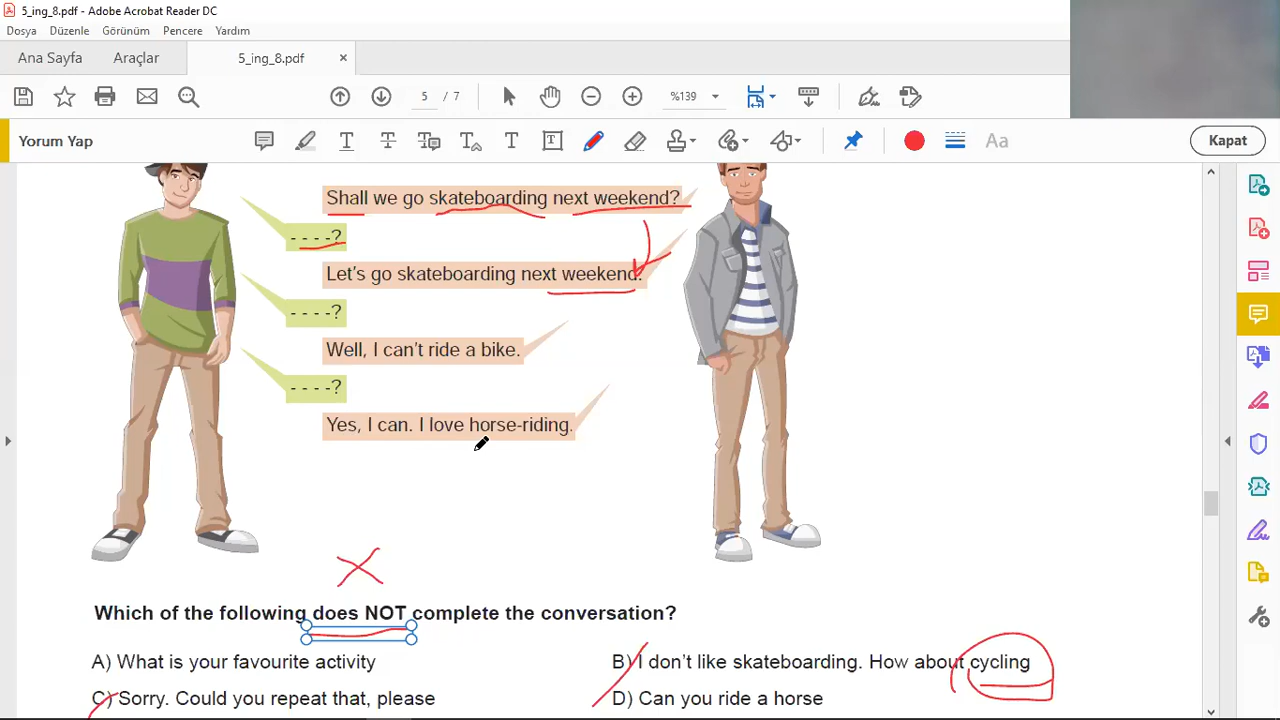 5_ing_8.pdf - Adobe Acrobat Reader DC
Dosya Düzenle Görünüm Pencere Yardım
Ana Sayfa Araçlar 5_ing_8.pdf ×
5 / 7 %139
Yorum Yap Aa Kapat
Shall we go skateboarding next weekend?
- - - -?
Let's go skateboarding next weekend.
- - - -?
Well, I can't ride a bike.
- - - -?
Yes, I can. I love horse-riding.
Which of the following does NOT complete the conversation?
A) What is your favourite activity
B) I don't like skateboarding. How about cycling
C) Sorry. Could you repeat that, please
D) Can you ride a horse